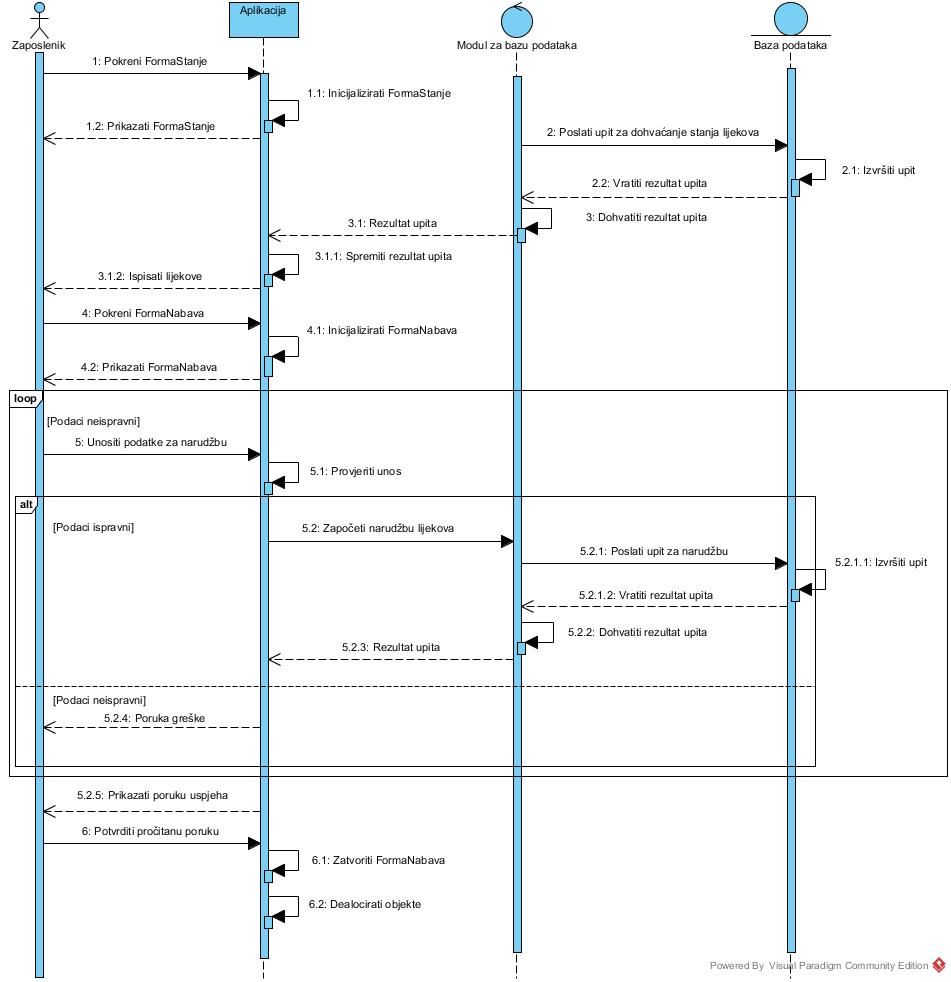 Zaposlenik
Aplikacija
Modul za bazu podataka
Baza podataka
1: Pokreni FormaStanje
1.1: Inicijalizirati FormaStanje
1.2: Prikazati FormaStanje
2: Poslati upit za dohvaćanje stanja lijekova
2.1: Izvršiti upit
2.2: Vratiti rezultat upita
3: Dohvatiti rezultat upita
3.1: Rezultat upita
3.1.1: Spremiti rezultat upita
3.1.2: Ispisati lijekove
4: Pokreni FormaNabava
4.1: Inicijalizirati FormaNabava
4.2: Prikazati FormaNabava
loop
[Podaci neispravni]
5: Unositi podatke za narudžbu
5.1: Provjeriti unos
alt
[Podaci ispravni]
5.2: Započeti narudžbu lijekova
5.2.1: Poslati upit za narudžbu
5.2.1.1: Izvršiti upit
5.2.1.2: Vratiti rezultat upita
5.2.2: Dohvatiti rezultat upita
5.2.3: Rezultat upita
[Podaci neispravni]
5.2.4: Poruka greške
5.2.5: Prikazati poruku uspjeha
6: Potvrditi pročitanu poruku
6.1: Zatvoriti FormaNabava
6.2: Dealocirati objekte
Powered By Visual Paradigm Community Edition